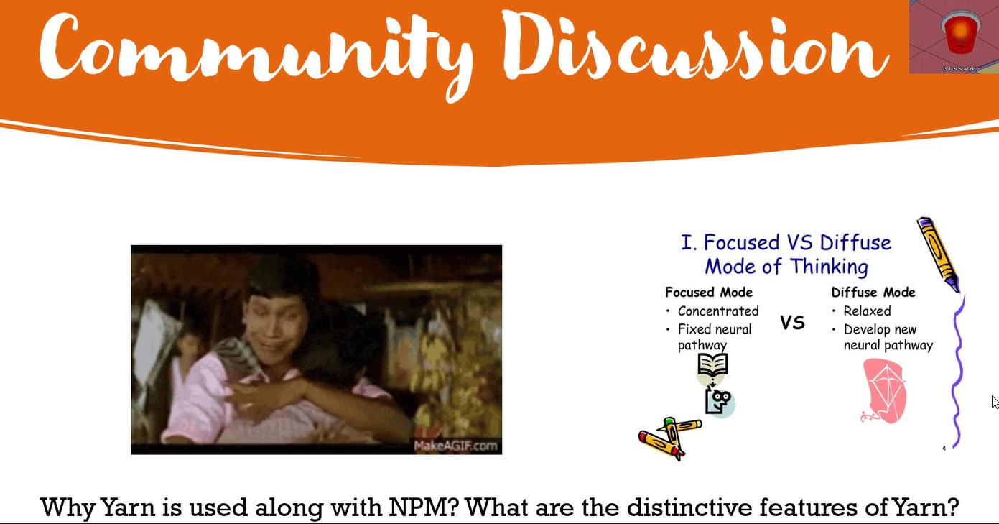 Community Discussion
(SIREN BLARING)
I. Focused VS Diffuse
Mode of Thinking
Focused Mode
• Concentrated
• Fixed neural
pathway
VS
Diffuse Mode
• Relaxed
• Develop new
neural pathway
4
MakeAGIF.com
Why Yarn is used along with NPM? What are the distinctive features of Yarn?